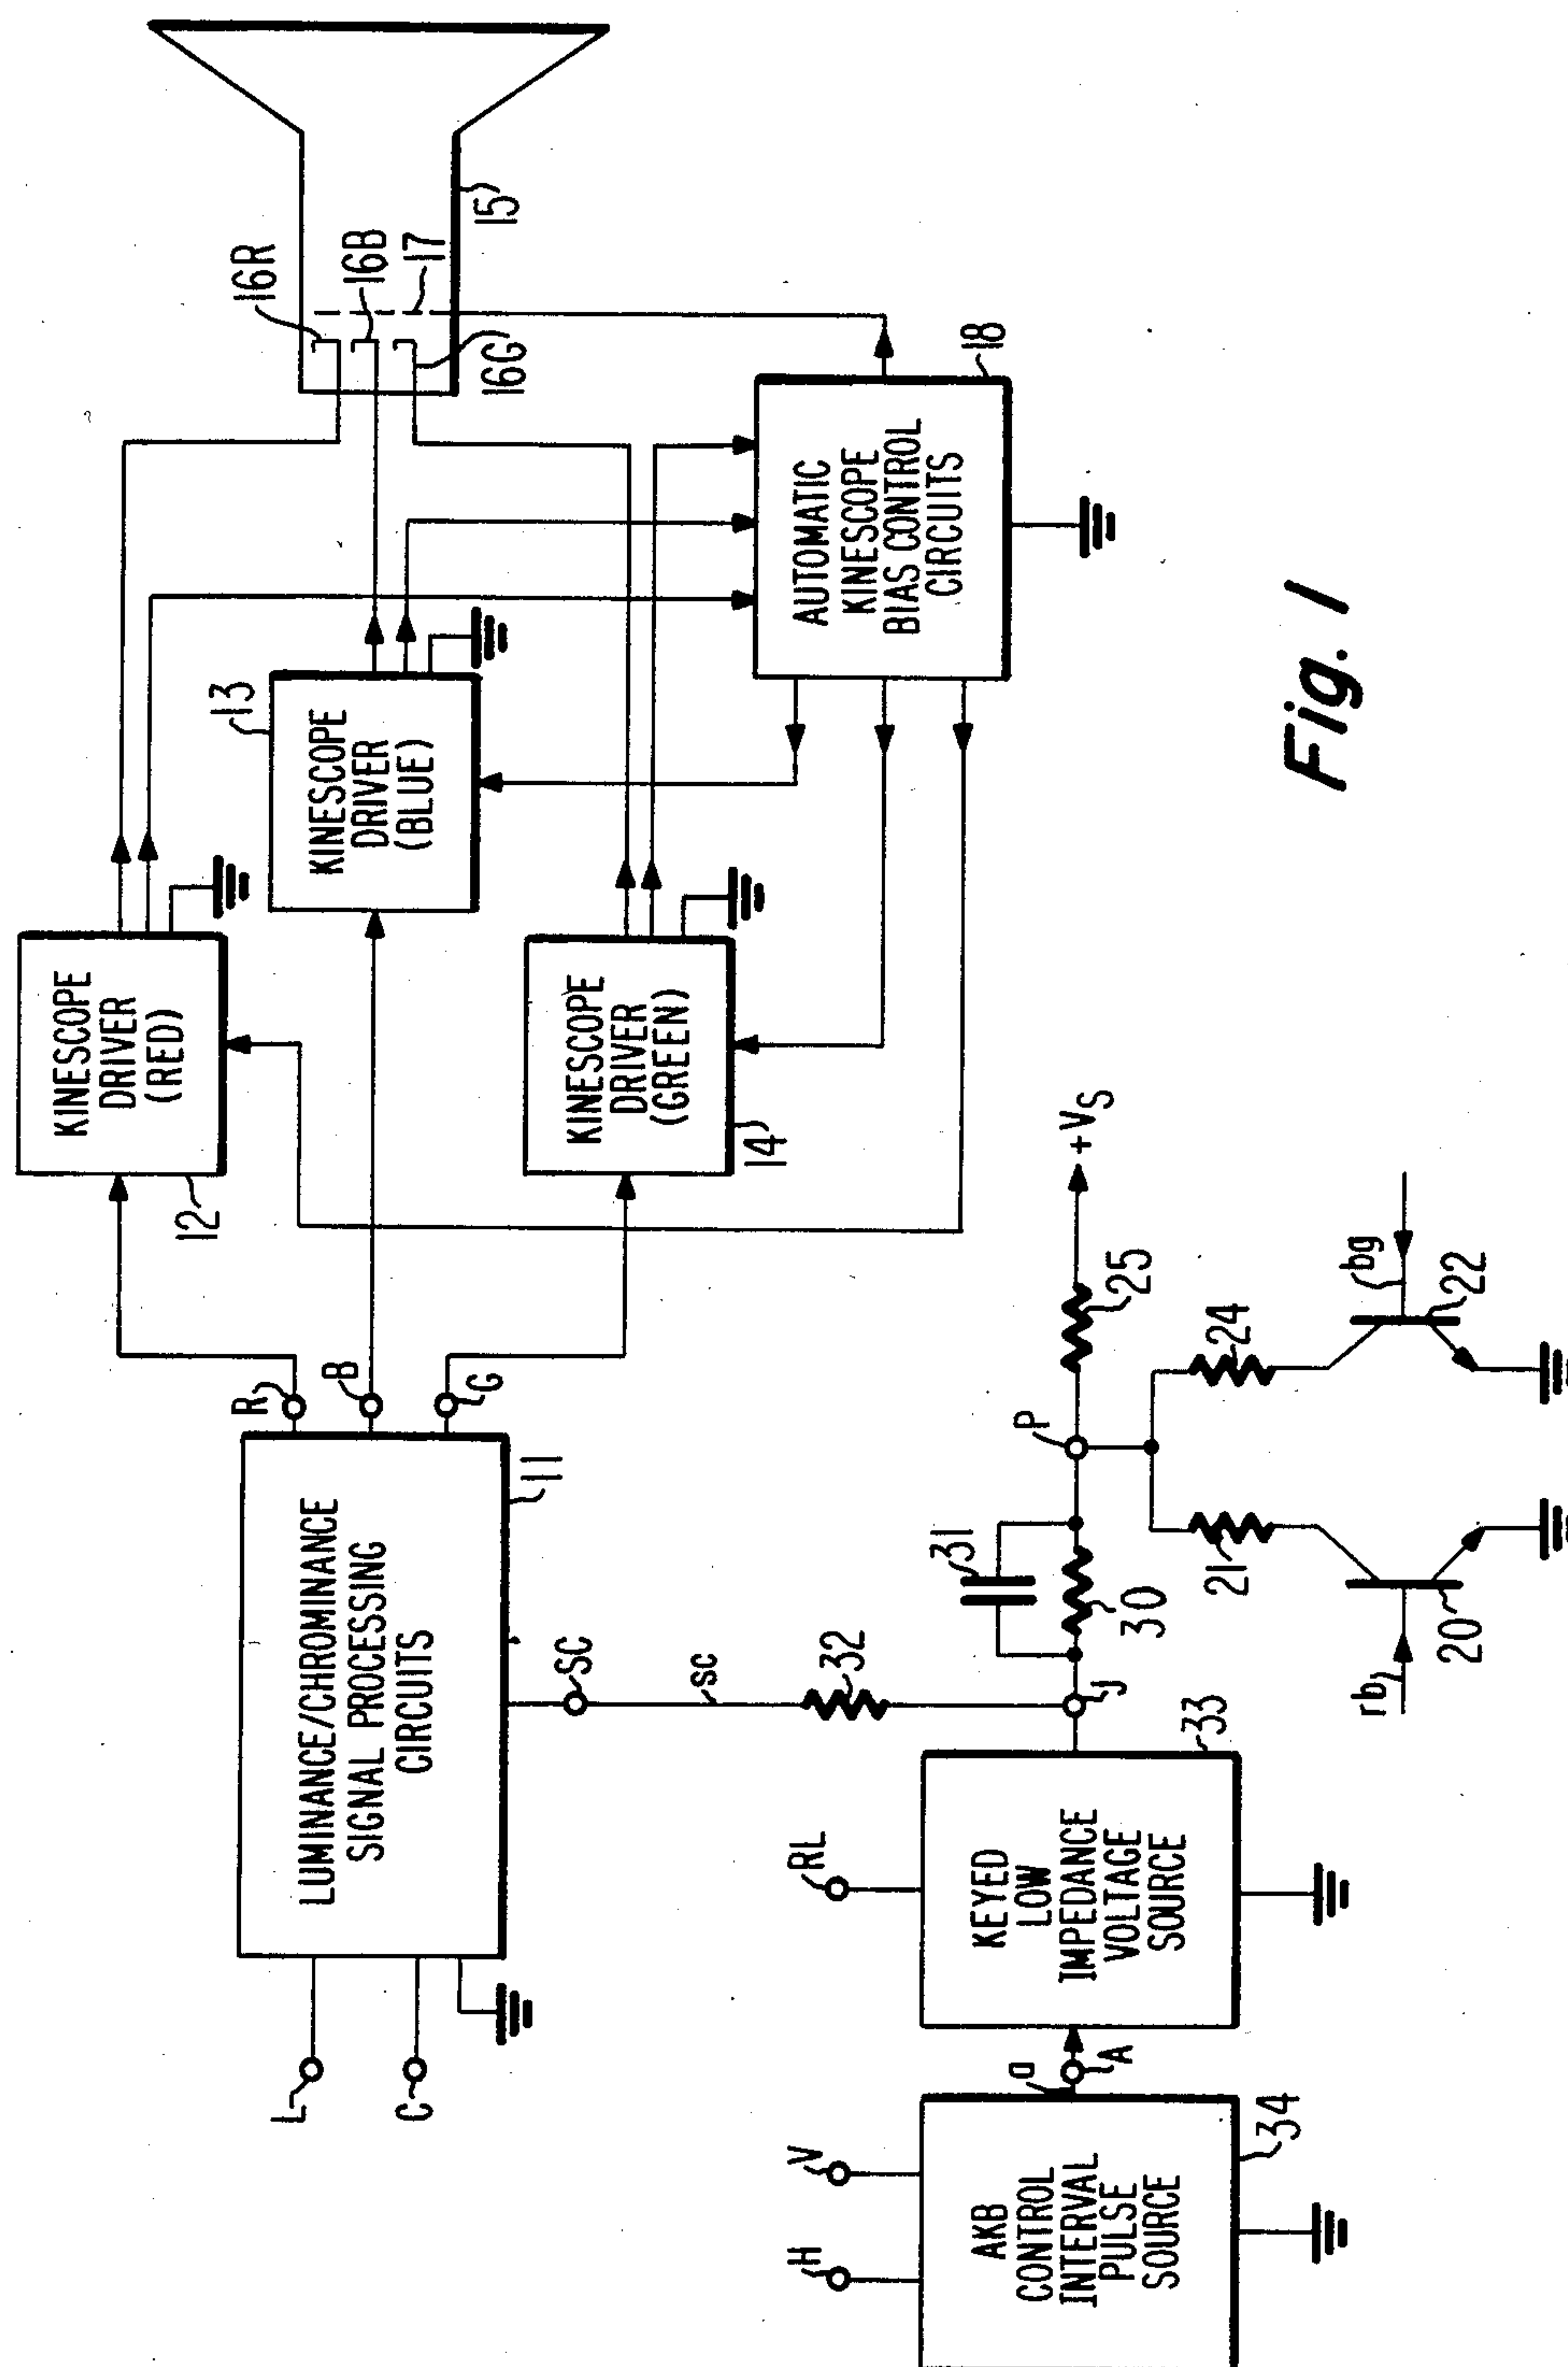 KINESCOPE
DRIVER
(RED)
12
KINESCOPE
DRIVER
(BLUE)
13
KINESCOPE
DRIVER
(GREEN)
14
16R
16B
17
16G
15
AUTOMATIC
KINESCOPE
BIAS CONTROL
CIRCUITS
18
L
C
LUMINANCE/CHROMINANCE
SIGNAL PROCESSING
CIRCUITS
11
R
B
G
SC
sc
32
H
V
AKB
CONTROL
INTERVAL
PULSE
SOURCE
34
a
A
RL
KEYED
LOW
IMPEDANCE
VOLTAGE
SOURCE
33
J
31
30
P
25
+VS
21
24
rb
20
bg
22
Fig. 1